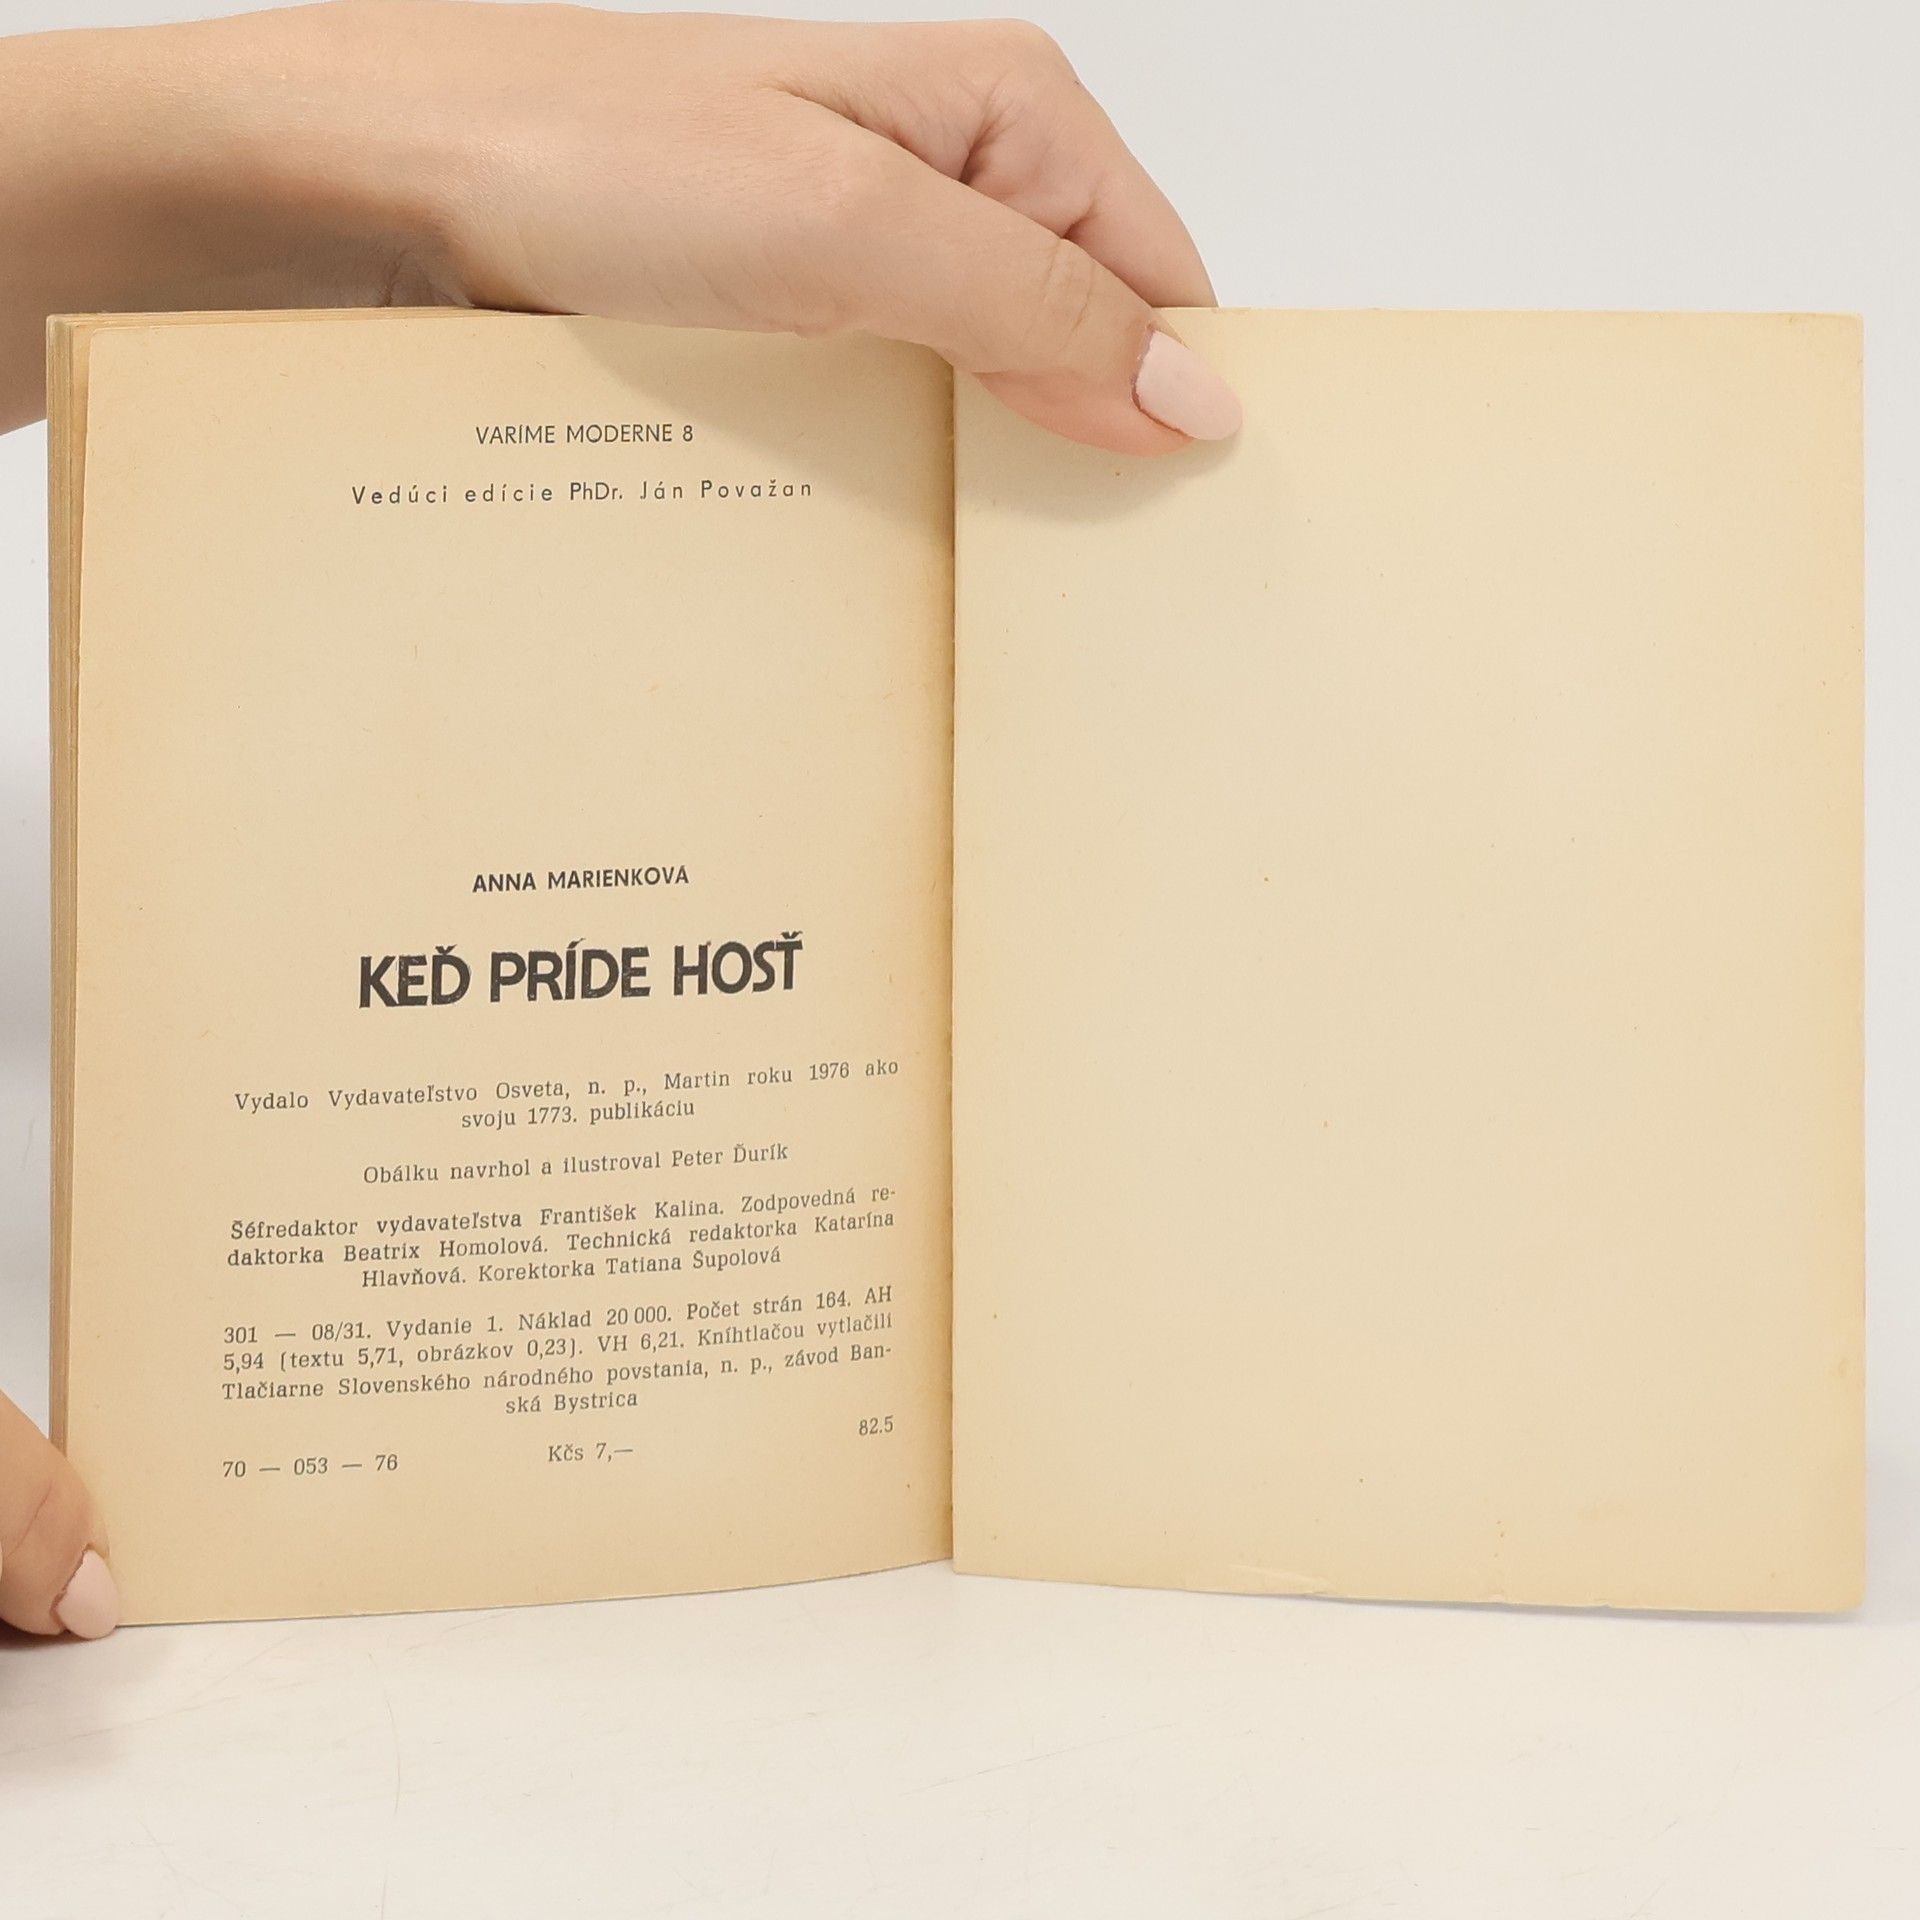 VARÍME MODERNE 8
Vedúci edície PhDr. Ján Považan
ANNA MARIENKOVÁ
KEĎ PRÍDE HOSŤ
Vydalo Vydavateľstvo Osveta, n. p., Martin roku 1976 ako
svoju 1773. publikáciu
Obálku navrhol a ilustroval Peter Ďurík
Šéfredaktor vydavateľstva František Kalina. Zodpovedná re-
daktorka Beatrix Homolová. Technická redaktorka Katarína
Hlavňová. Korektorka Tatiana Šupolová
301 — 08/31. Vydanie 1. Náklad 20 000. Počet strán 164. AH
5,94 (textu 5,71, obrázkov 0,23). VH 6,21. Kníhtlačou vytlačili
Tlačiarne Slovenského národného povstania, n. p., závod Ban-
ská Bystrica
82.5
70 — 053 — 76 Kčs 7,—